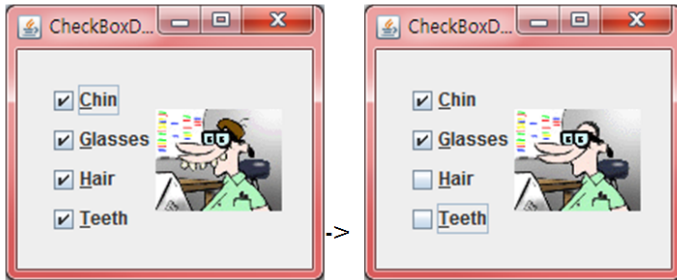 CheckBoxD...
Chin
Glasses
Hair
Teeth
->
CheckBoxD...
Chin
Glasses
Hair
Teeth